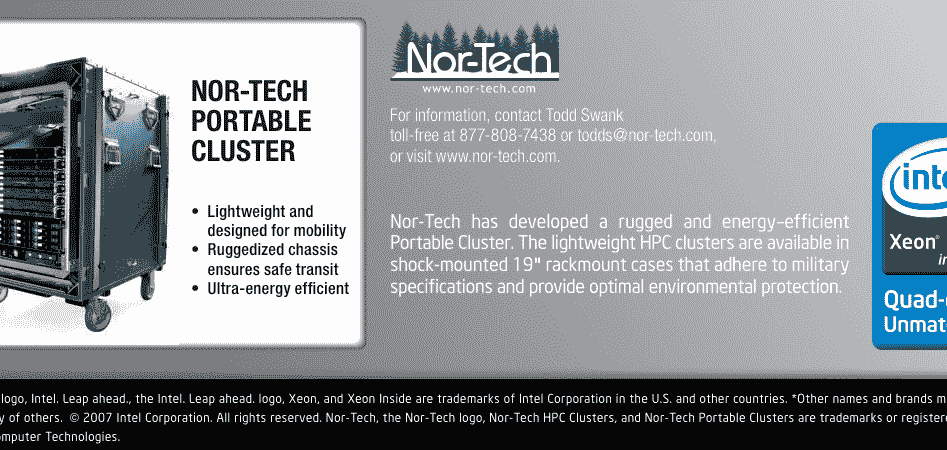 NOR-TECH
PORTABLE
CLUSTER
• Lightweight and
designed for mobility
• Ruggedized chassis
ensures safe transit
• Ultra-energy efficient
Nor-Tech
www.nor-tech.com
For information, contact Todd Swank
toll-free at 877-808-7438 or todds@nor-tech.com,
or visit www.nor-tech.com.
Nor-Tech has developed a rugged and energy-efficient
Portable Cluster. The lightweight HPC clusters are available in
shock-mounted 19" rackmount cases that adhere to military
specifications and provide optimal environmental protection.
inte
Xeon®
in
Quad-
Unmat
logo, Intel. Leap ahead., the Intel. Leap ahead. logo, Xeon, and Xeon Inside are trademarks of Intel Corporation in the U.S. and other countries. *Other names and brands m
y of others. © 2007 Intel Corporation. All rights reserved. Nor-Tech, the Nor-Tech logo, Nor-Tech HPC Clusters, and Nor-Tech Portable Clusters are trademarks or registere
omputer Technologies.